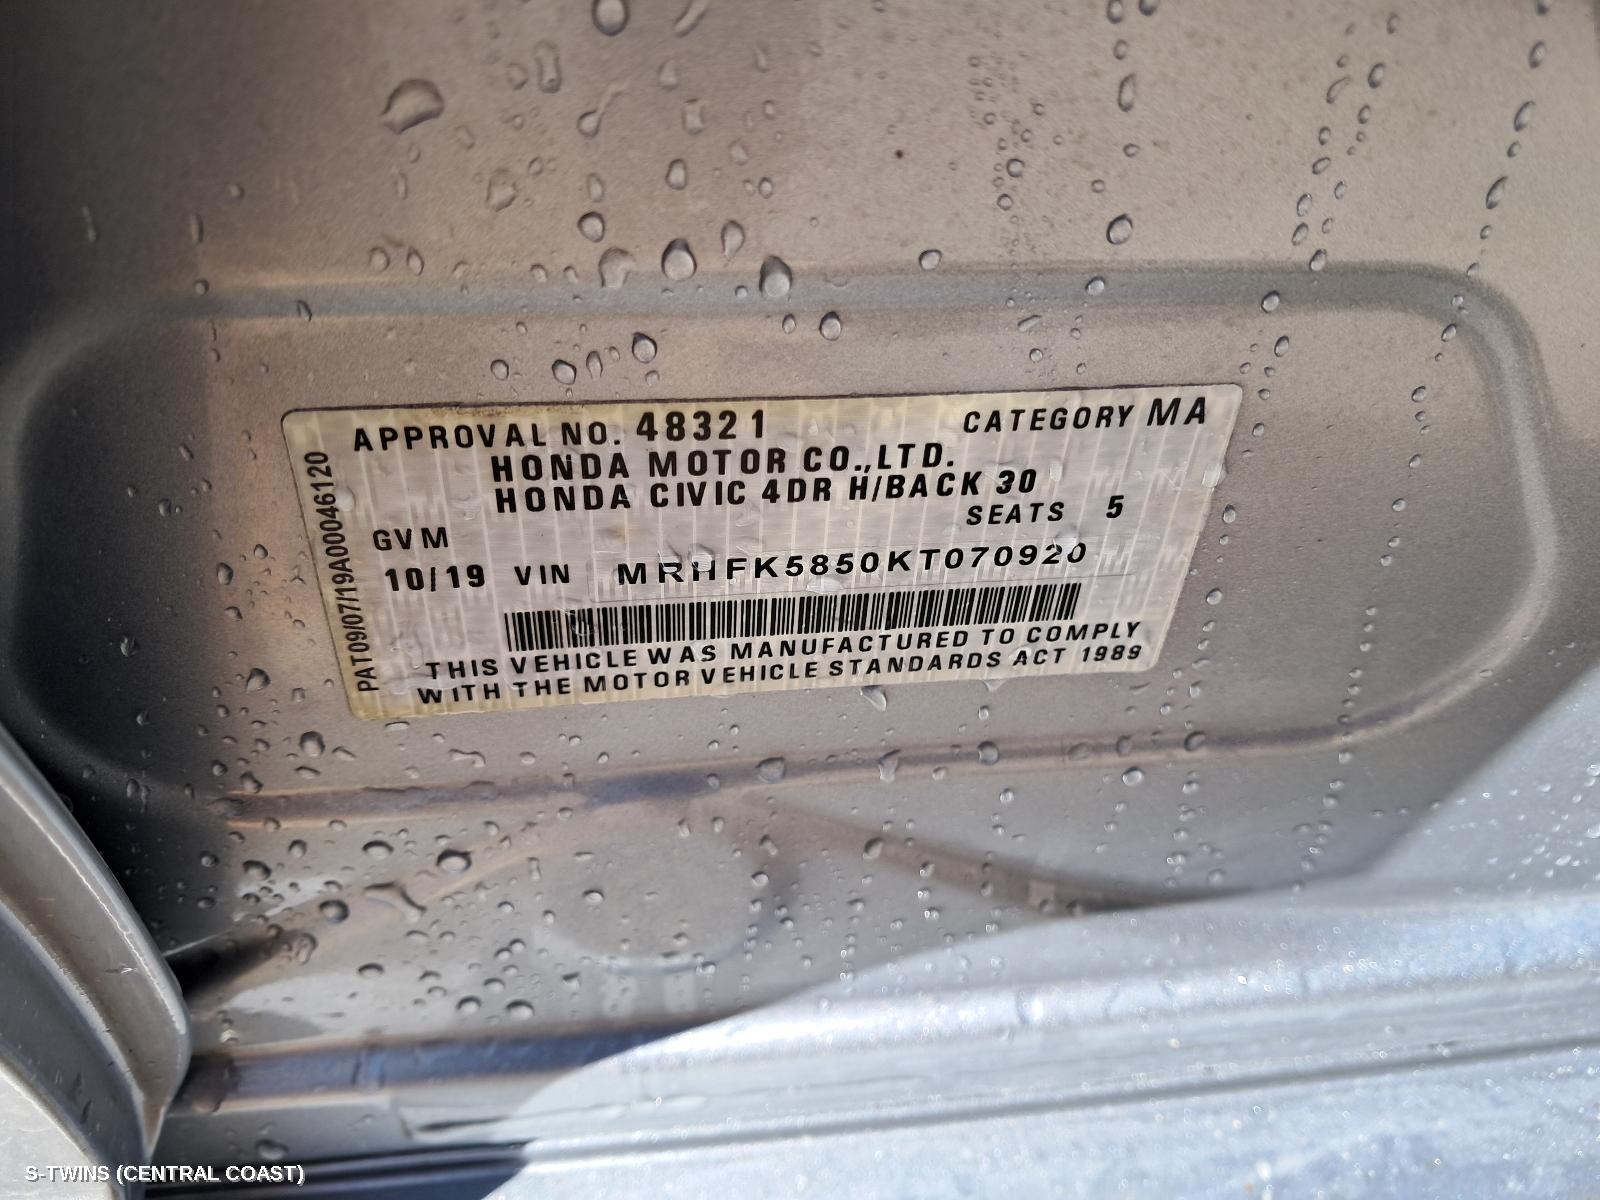 APPROVAL NO. 48321 CATEGORY MA
HONDA MOTOR CO.,LTD.
HONDA CIVIC 4DR H/BACK 30
SEATS 5
GVM
10/19 VIN MRHFK5850KT070920
THIS VEHICLE WAS MANUFACTURED TO COMPLY
WITH THE MOTOR VEHICLE STANDARDS ACT 1989
PAT09/07/19A00046120
S-TWINS (CENTRAL COAST)